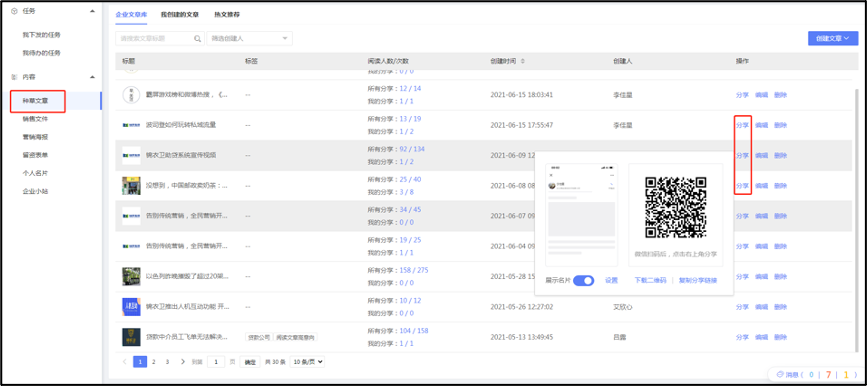 任务
我下发的任务
我待办的任务
内容
种草文章
销售文件
营销海报
留资表单
个人名片
企业小站
企业文章库 我创建的文章 热文推荐
请搜索文章标题 筛选创建人 创建文章
标题 标签 阅读人数/次数 创建时间 创建人 操作
我的分享：0 / 0
霸屏游戏榜和微博热搜，《... -- 所有分享：12 / 14 2021-06-15 18:03:41 李佳星 分享 编辑 删除
我的分享：1 / 1
波司登如何玩转私域流量 -- 所有分享：13 / 19 2021-06-15 17:55:47 李佳星 分享 编辑 删除
我的分享：1 / 2
锦衣卫助贷系统宣传视频 -- 所有分享：92 / 134 2021-06-09 12 分享 编辑 删除
我的分享：1 / 2
没想到，中国邮政卖奶茶：... -- 所有分享：25 / 40 2021-06-08 08 分享 编辑 删除
我的分享：3 / 8
告别传统营销，全民营销开... -- 所有分享：34 / 45 2021-06-07 09 分享 编辑 删除
我的分享：0 / 0
告别传统营销，全民营销开... -- 所有分享：19 / 25 2021-06-04 09 分享 编辑 删除
我的分享：1 / 1
以色列昨晚摧毁了超过20架... -- 所有分享：158 / 275 2021-05-28 15 分享 编辑 删除
我的分享：0 / 0
锦衣卫推出人机互动功能 开... -- 所有分享：10 / 12 2021-05-26 12:27:02 艾欣心 分享 编辑 删除
我的分享：0 / 0
贷款中介员工飞单无法解决... 贷款公司 阅读文章高意向 所有分享：104 / 158 2021-05-13 13:49:45 吕露 分享 编辑 删除
我的分享：1 / 1
微信扫码后，点击右上角分享
展示名片 设置 下载二维码 | 复制分享链接
1 2 3 到第 1 页 确定 共 30 条 10 条/页
消息 ( 0 | 7 | 1 )